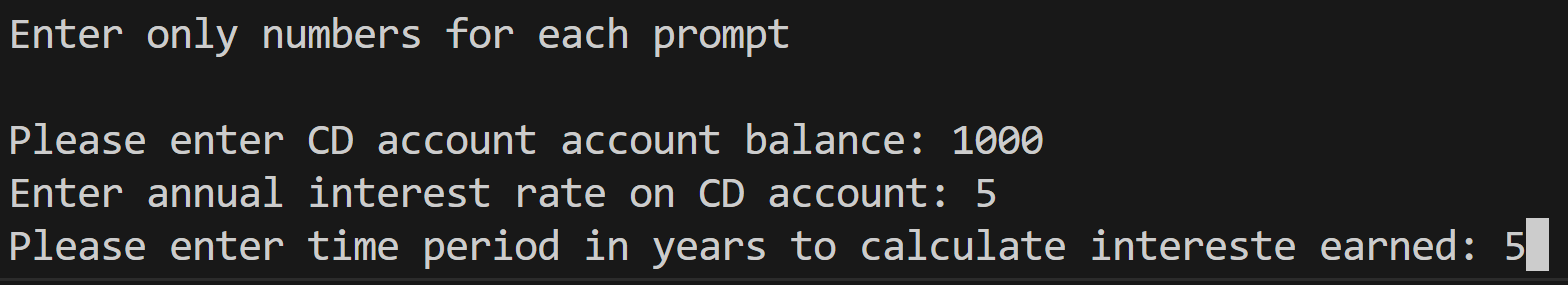 Enter only numbers for each prompt
Please enter CD account account balance: 1000
Enter annual interest rate on CD account: 5
Please enter time period in years to calculate intereste earned: 5